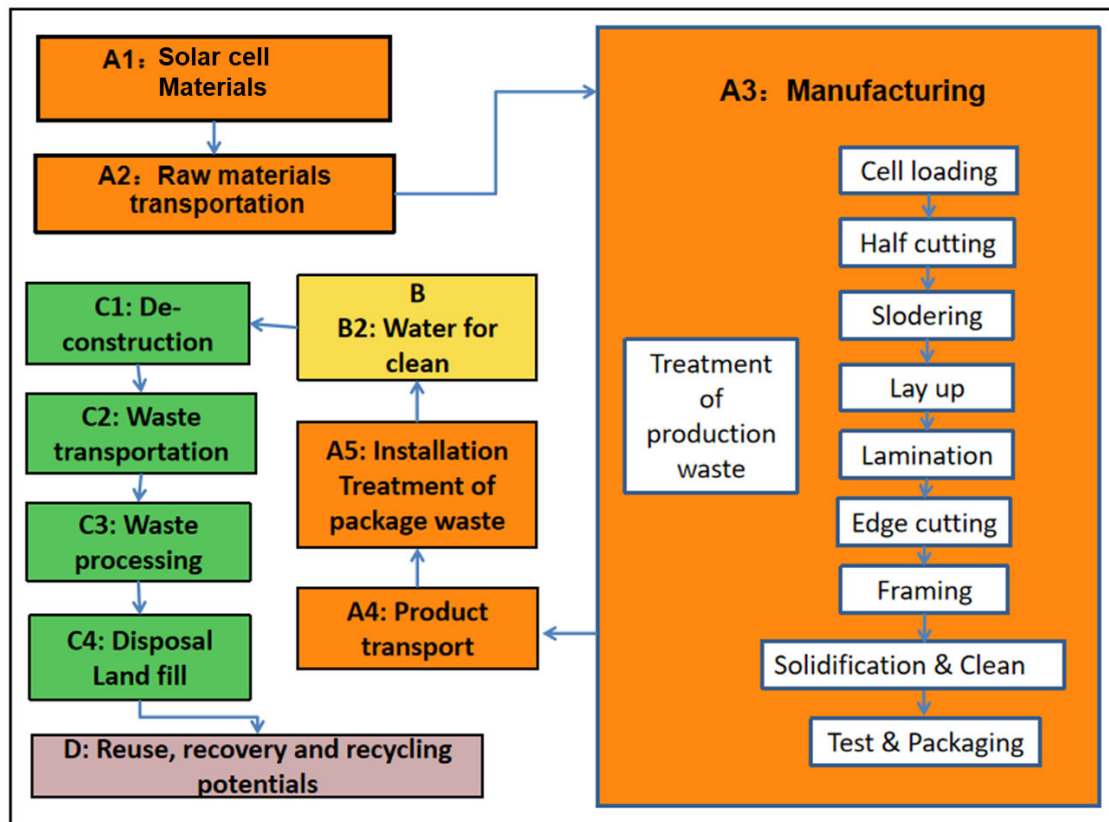 A1：Solar cell
Materials
A2：Raw materials
transportation
A3：Manufacturing
Cell loading
Half cutting
Slodering
Lay up
Lamination
Edge cutting
Framing
Solidification & Clean
Test & Packaging
Treatment
of
production
waste
A4: Product
transport
A5: Installation
Treatment of
package waste
B
B2: Water for
clean
C1: De-
construction
C2: Waste
transportation
C3: Waste
processing
C4: Disposal
Land fill
D: Reuse, recovery and recycling
potentials